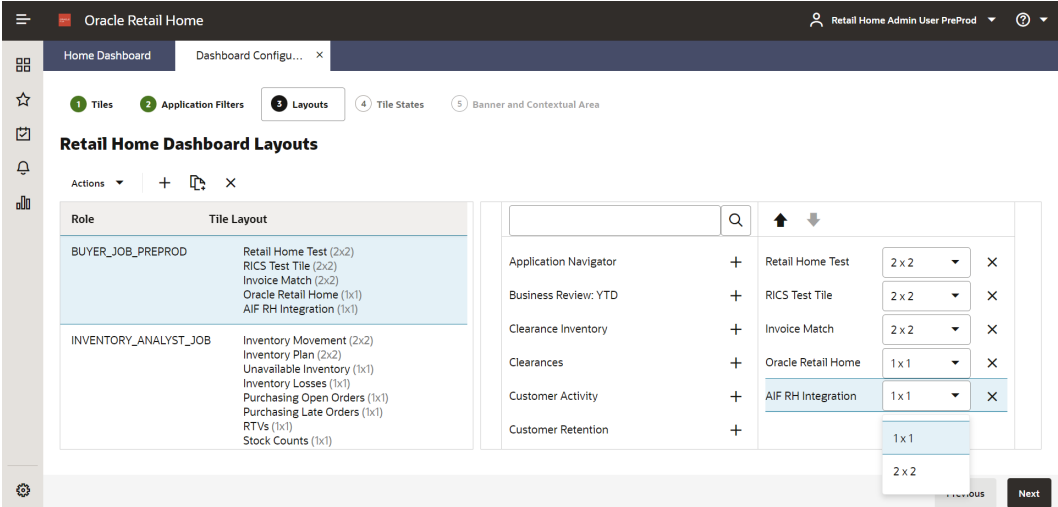 Oracle Retail Home
Retail Home Admin User PreProd
Home Dashboard
Dashboard Configu... ×
1 Tiles
2 Application Filters
3 Layouts
4 Tile States
5 Banner and Contextual Area
Retail Home Dashboard Layouts
Actions
Role Tile Layout
BUYER_JOB_PREPROD Retail Home Test (2x2)
RICS Test Tile (2x2)
Invoice Match (2x2)
Oracle Retail Home (1x1)
AIF RH Integration (1x1)
INVENTORY_ANALYST_JOB Inventory Movement (2x2)
Inventory Plan (2x2)
Unavailable Inventory (1x1)
Inventory Losses (1x1)
Purchasing Open Orders (1x1)
Purchasing Late Orders (1x1)
RTVs (1x1)
Stock Counts (1x1)
Application Navigator
Business Review: YTD
Clearance Inventory
Clearances
Customer Activity
Customer Retention
Retail Home Test 2 x 2
RICS Test Tile 2 x 2
Invoice Match 2 x 2
Oracle Retail Home 1 x 1
AIF RH Integration 1 x 1
1 x 1
2 x 2
Previous
Next